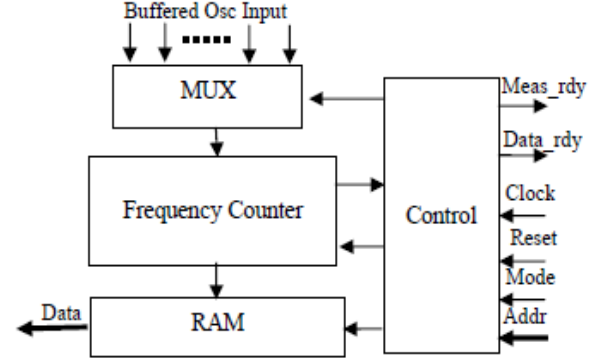 Buffered Osc Input
MUX
Meas_rdy
Data_rdy
Frequency Counter
Control
Clock
Reset
Mode
Addr
Data
RAM